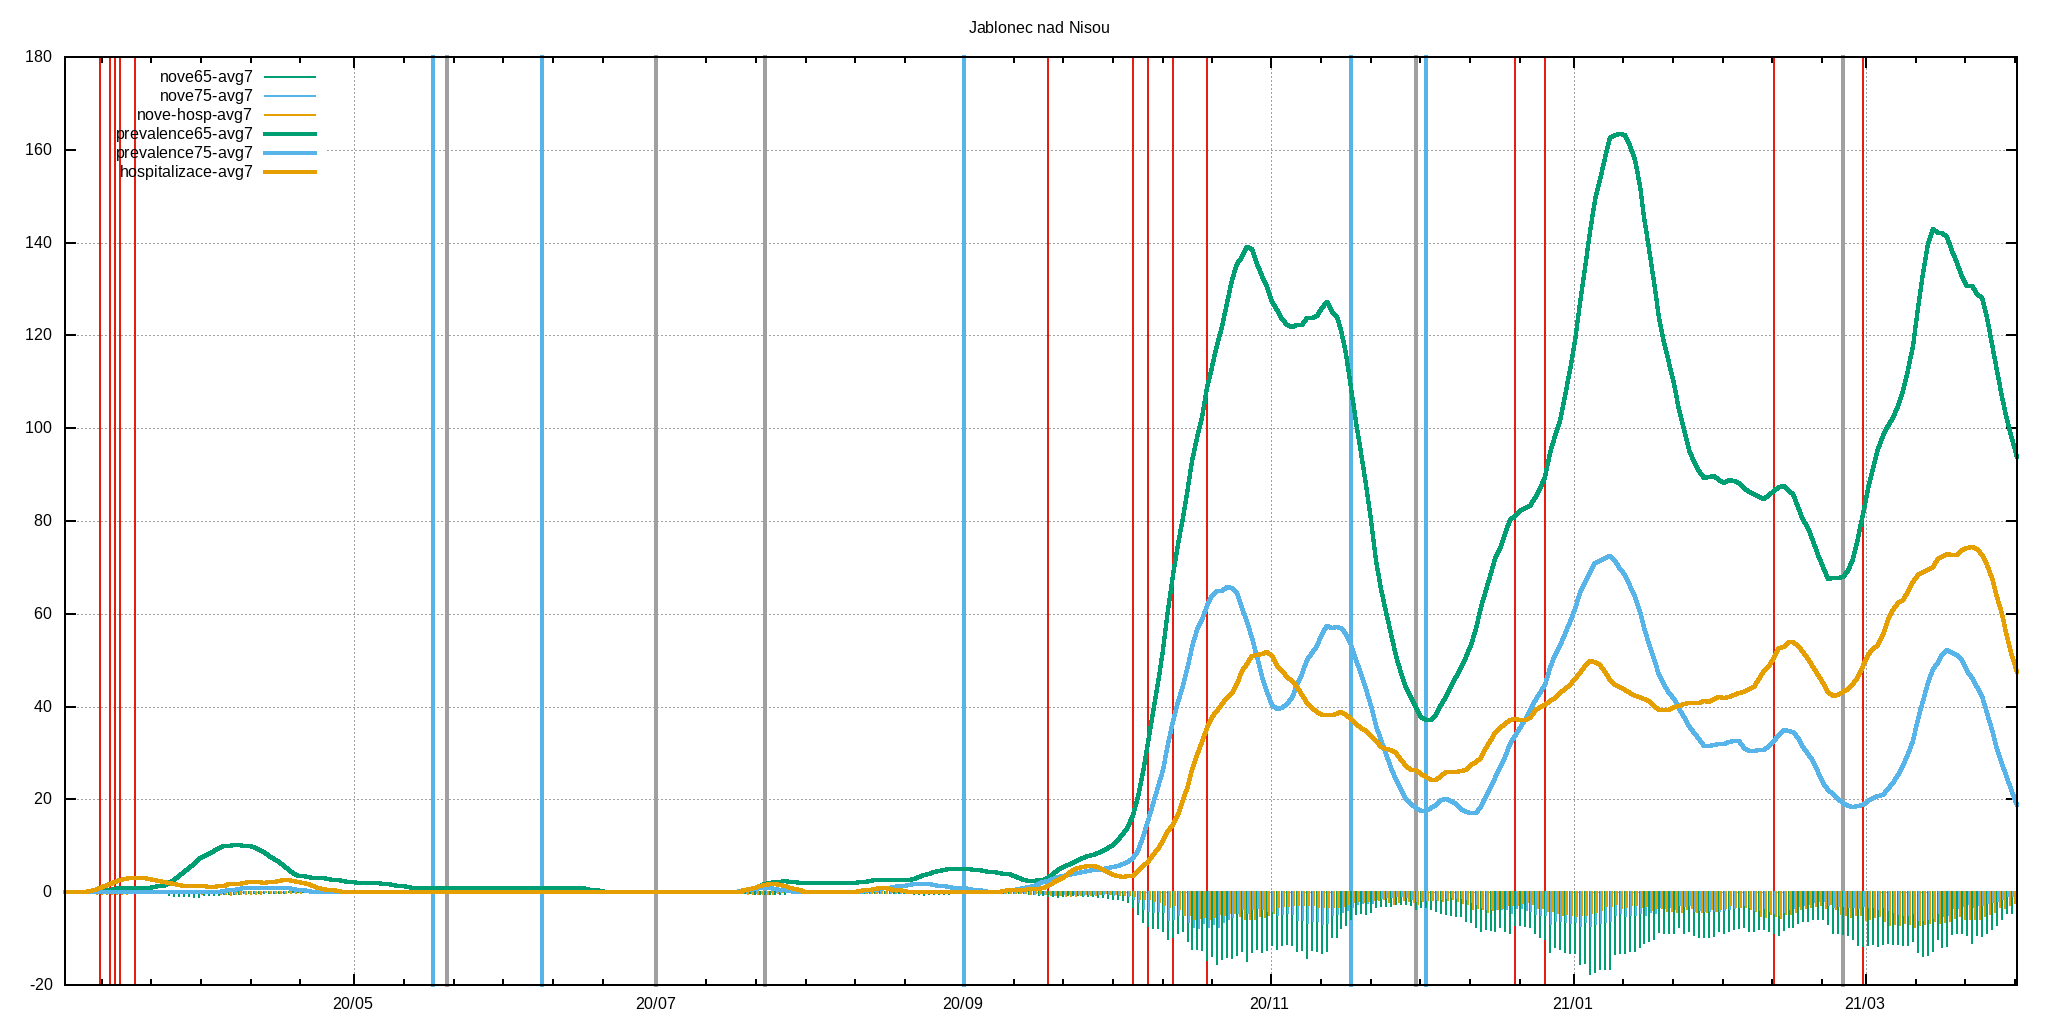 Jablonec nad Nisou
180
160
140
120
100
80
60
40
20
0
-20
nove65-avg7
nove75-avg7
nove-hosp-avg7
prevalence65-avg7
prevalence75-avg7
hospitalizace-avg7
20/05
20/07
20/09
20/11
21/01
21/03